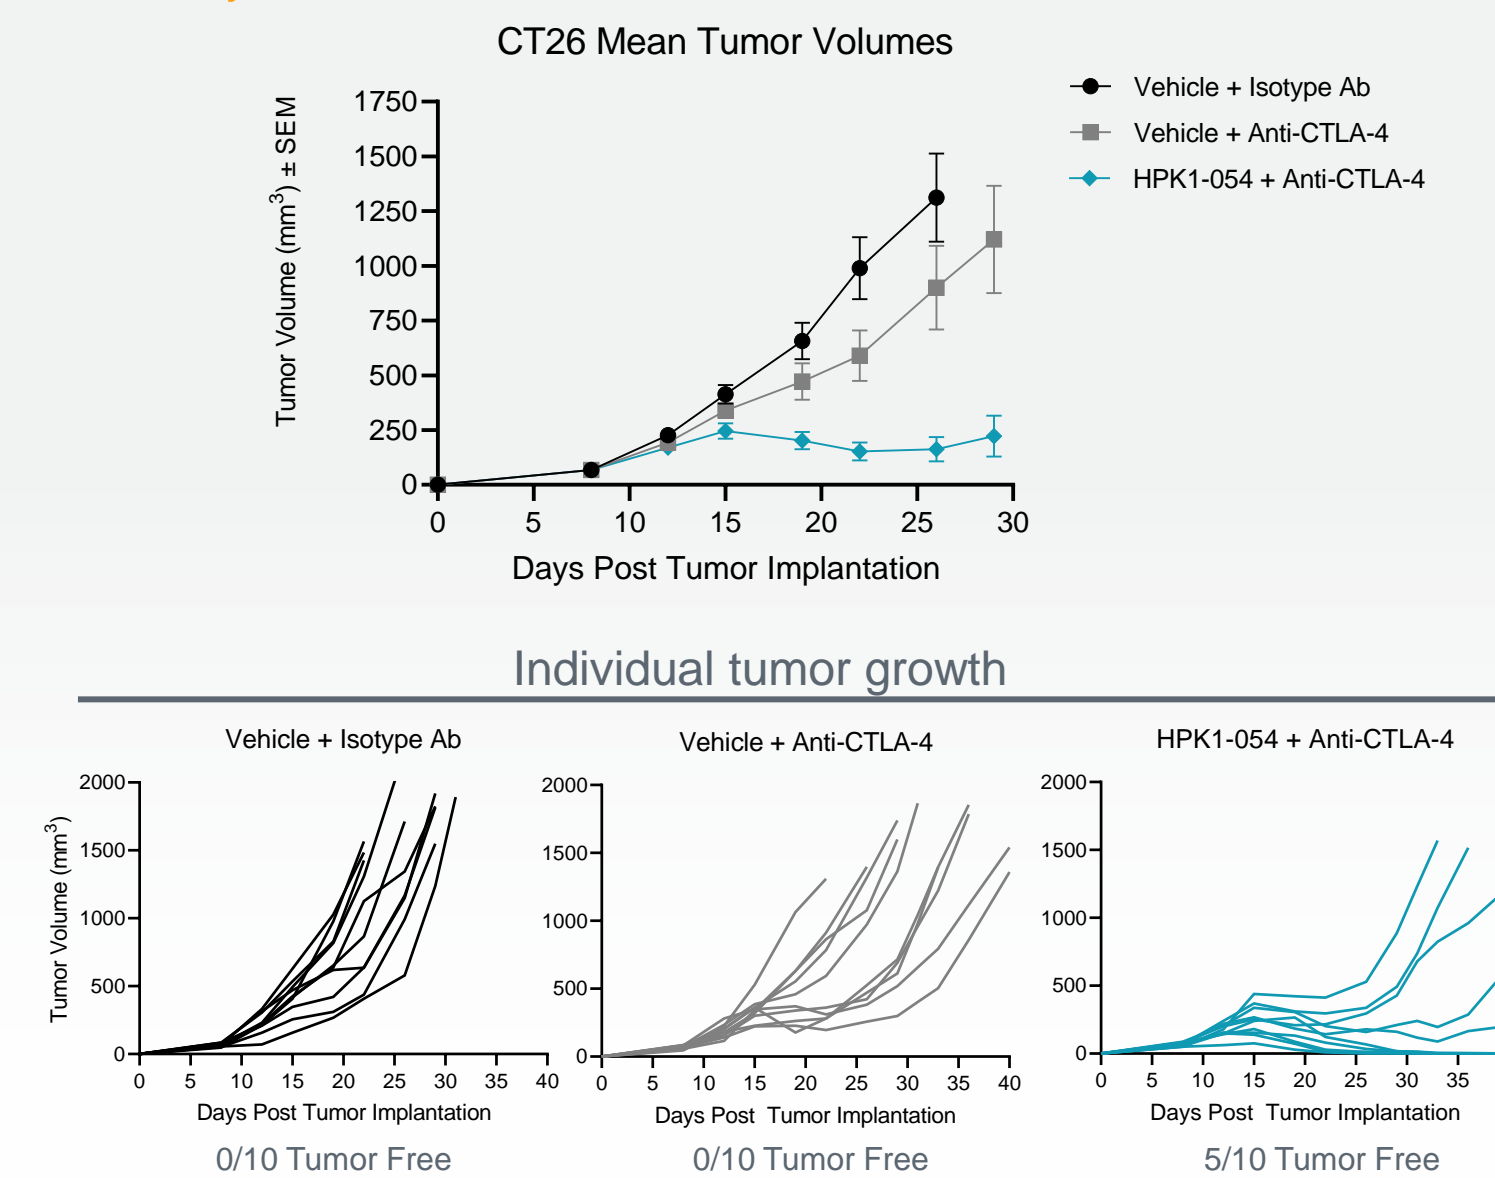 CT26 Mean Tumor Volumes
Tumor Volume (mm3) ± SEM
1750
1500
1250
1000
750
500
250
0
0 5 10 15 20 25 30
Days Post Tumor Implantation
Vehicle + Isotype Ab
Vehicle + Anti-CTLA-4
HPK1-054 + Anti-CTLA-4
Individual tumor growth
Vehicle + Isotype Ab
Tumor Volume (mm3)
2000
1500
1000
500
0
0 5 10 15 20 25 30 35 40
Days Post Tumor Implantation
0/10 Tumor Free
Vehicle + Anti-CTLA-4
2000
1500
1000
500
0
0 5 10 15 20 25 30 35 40
Days Post Tumor Implantation
0/10 Tumor Free
HPK1-054 + Anti-CTLA-4
2000
1500
1000
500
0
0 5 10 15 20 25 30 35
Days Post Tumor Implantation
5/10 Tumor Free